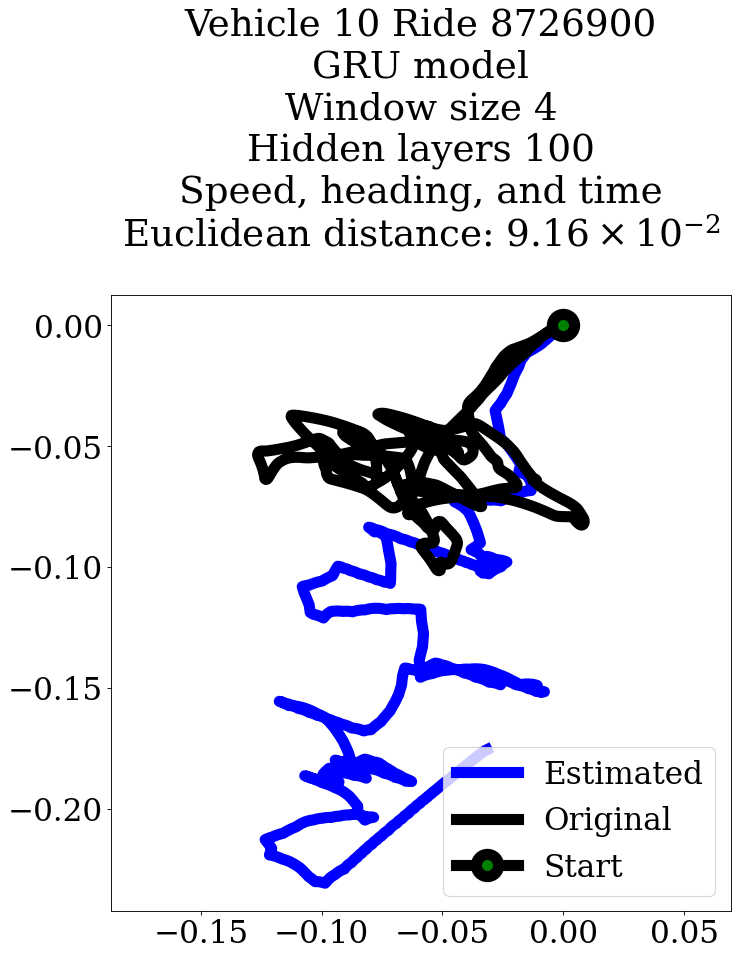 Vehicle 10 Ride 8726900
GRU model
Window size 4
Hidden layers 100
Speed, heading, and time
Euclidean distance: 9.16 × 10⁻²
0.00
−0.05
−0.10
−0.15
−0.20
Estimated
Original
Start
−0.15 −0.10 −0.05 0.00 0.05